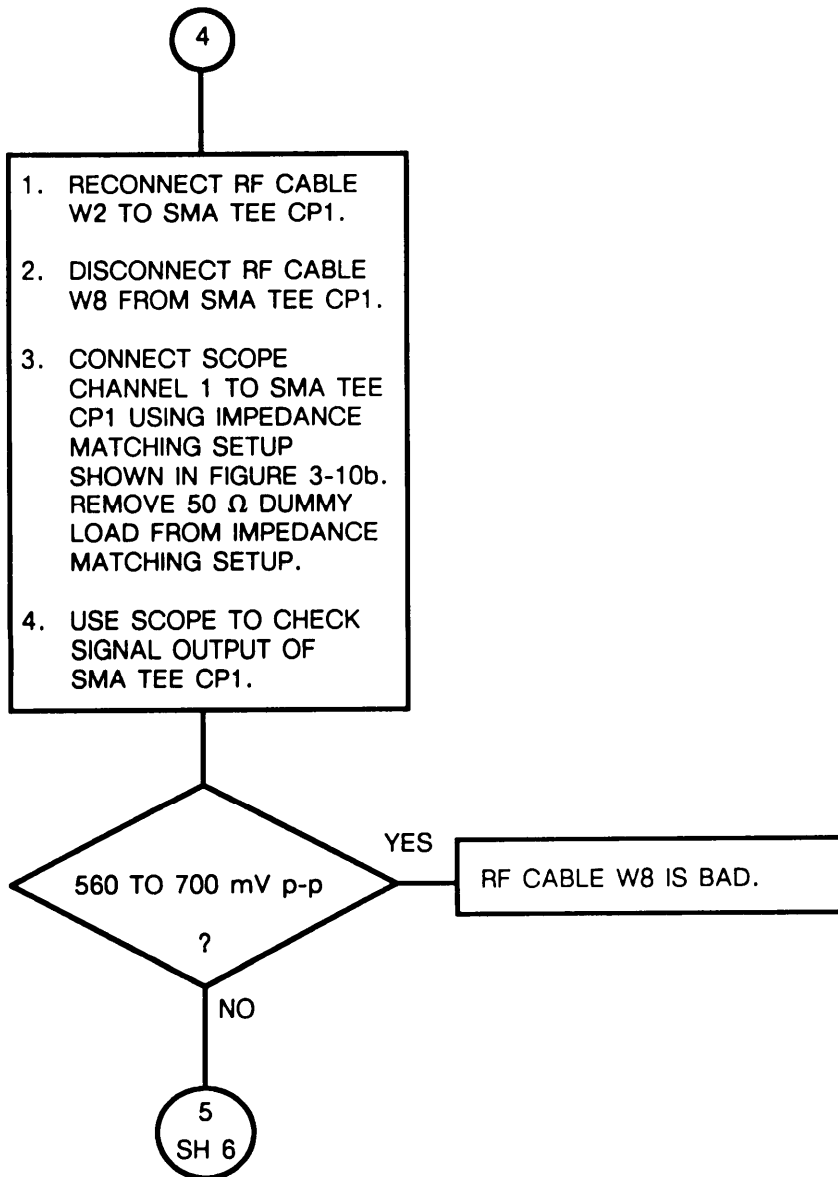 4
1. RECONNECT RF CABLE
W2 TO SMA TEE CP1.
2. DISCONNECT RF CABLE
W8 FROM SMA TEE CP1.
3. CONNECT SCOPE
CHANNEL 1 TO SMA TEE
CP1 USING IMPEDANCE
MATCHING SETUP
SHOWN IN FIGURE 3-10b.
REMOVE 50 Ω DUMMY
LOAD FROM IMPEDANCE
MATCHING SETUP.
4. USE SCOPE TO CHECK
SIGNAL OUTPUT OF
SMA TEE CP1.
560 TO 700 mV p-p
?
YES
RF CABLE W8 IS BAD.
NO
5
SH 6